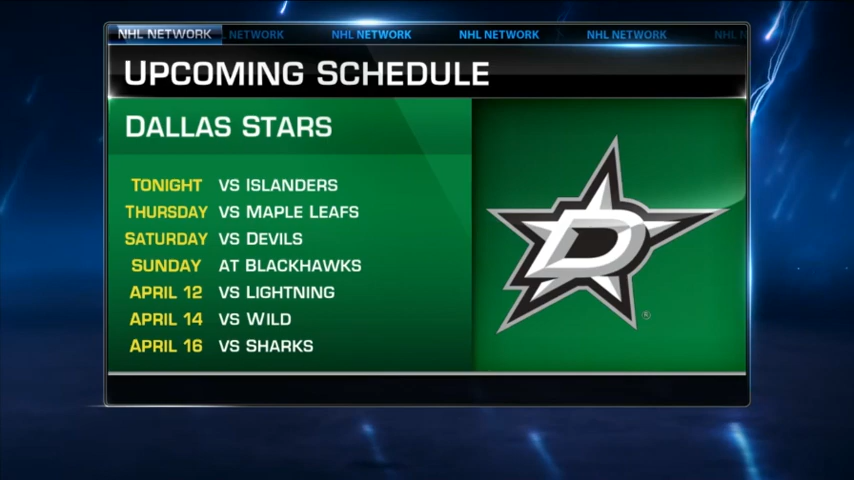 NHL NETWORK NHL NETWORK NHL NETWORK NHL NETWORK NHL NETWORK
UPCOMING SCHEDULE
DALLAS STARS
TONIGHT VS ISLANDERS
THURSDAY VS MAPLE LEAFS
SATURDAY VS DEVILS
SUNDAY AT BLACKHAWKS
APRIL 12 VS LIGHTNING
APRIL 14 VS WILD
APRIL 16 VS SHARKS
D
®